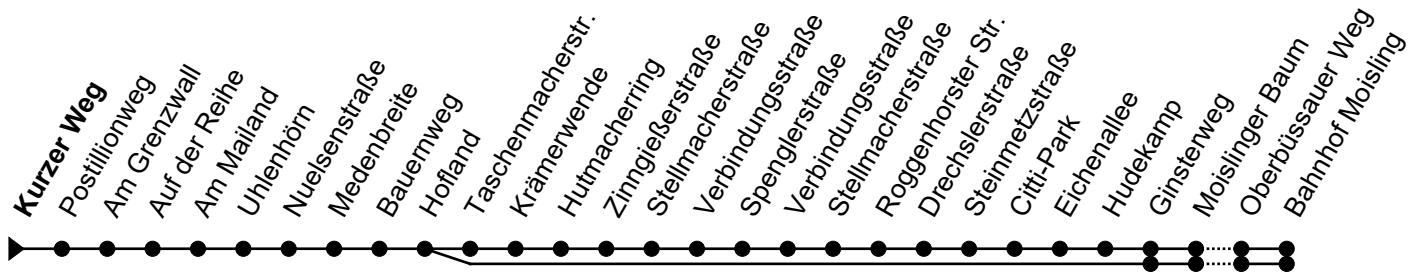 Kurzer Weg
Postillionweg
Am Grenzwall
Auf der Reihe
Am Mailand
Uhlenhörn
Nuelsenstraße
Medenbreite
Bauernweg
Hofland
Taschenmacherstr.
Krämerwende
Hutmacherring
Zinngießerstraße
Stellmacherstraße
Verbindungsstraße
Spenglerstraße
Verbindungsstraße
Stellmacherstraße
Roggenhorster Str.
Drechslerstraße
Steinmetzstraße
Citti-Park
Eichenallee
Hudekamp
Ginsterweg
Moislinger Baum
Oberbüssauer Weg
Bahnhof Moisling